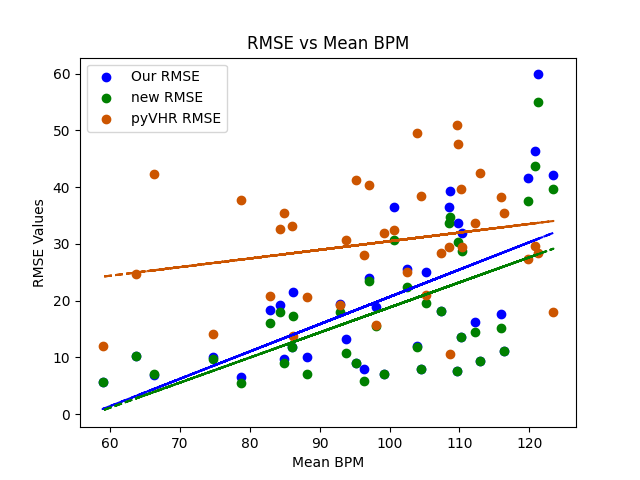 RMSE vs Mean BPM
Our RMSE
new RMSE
pyVHR RMSE
RMSE Values
60
50
40
30
20
10
0
60 70 80 90 100 110 120
Mean BPM